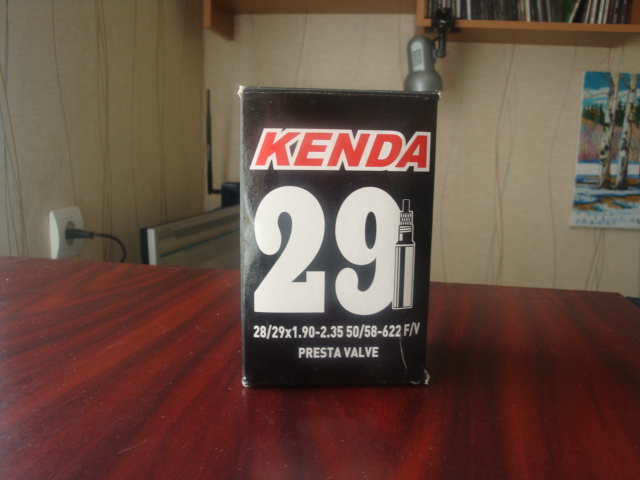 KENDA
29
28/29x1.90-2.35 50/58-622 F/V
PRESTA VALVE